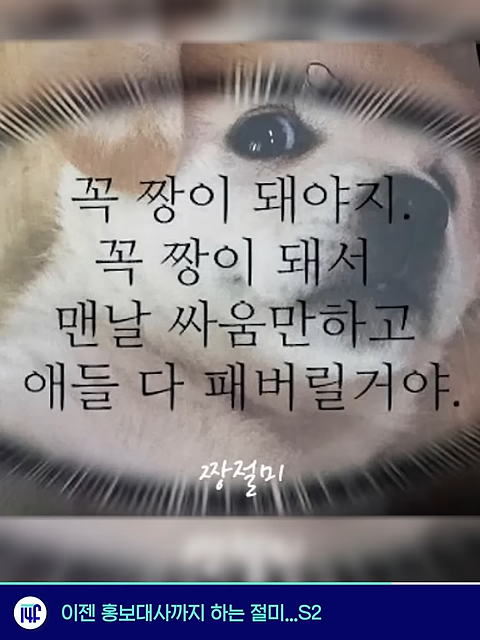 꼭 짱이 돼야지.
꼭 짱이 돼서
맨날 싸움만하고
애들 다 패버릴거야.
짱절미
14F 이젠 홍보대사까지 하는 절미...S2